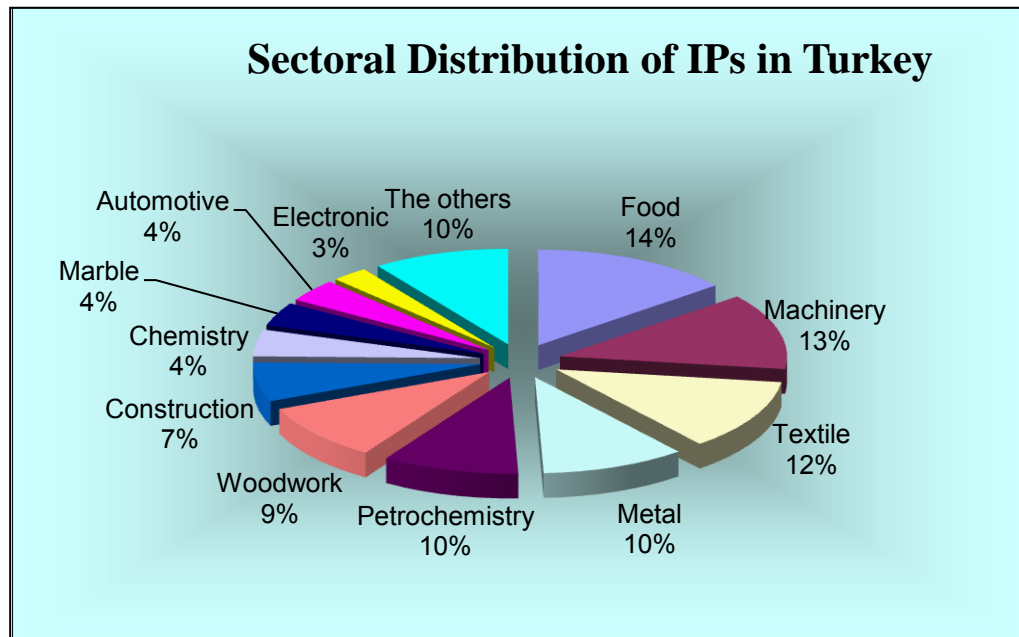 Sectoral Distribution of IPs in Turkey
Automotive
4%
Electronic
3%
The others
10%
Food
14%
Marble
4%
Machinery
13%
Chemistry
4%
Construction
7%
Textile
12%
Woodwork
9%
Petrochemistry
10%
Metal
10%